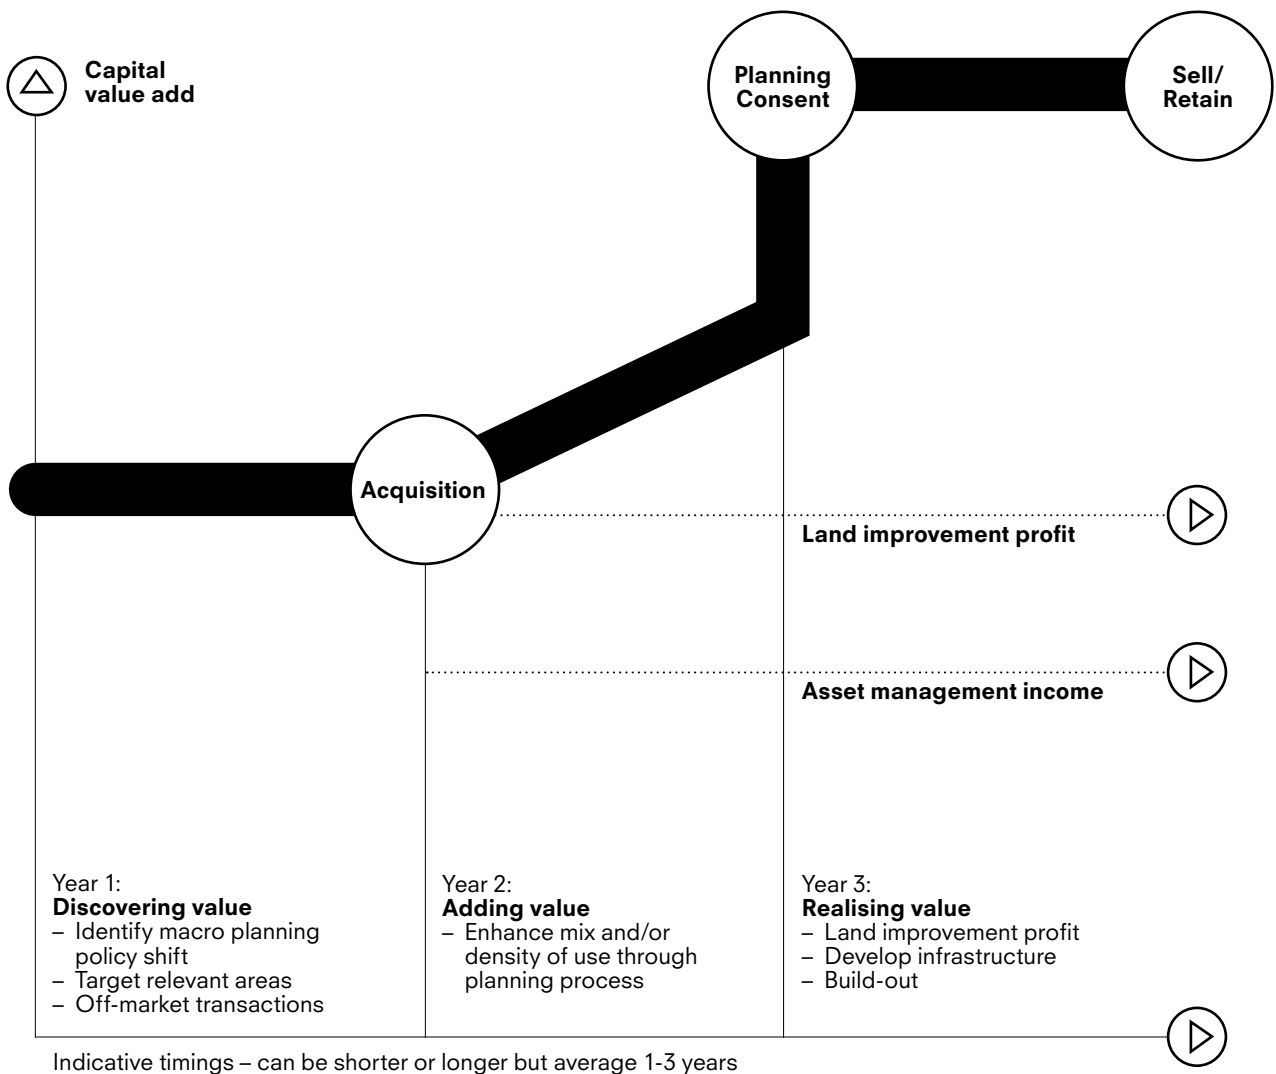 Capital
value add
Planning
Consent
Sell/
Retain
Acquisition
Land improvement profit
Asset management income
Year 1:
Discovering value
– Identify macro planning
policy shift
– Target relevant areas
– Off-market transactions
Year 2:
Adding value
– Enhance mix and/or
density of use through
planning process
Year 3:
Realising value
– Land improvement profit
– Develop infrastructure
– Build-out
Indicative timings – can be shorter or longer but average 1-3 years